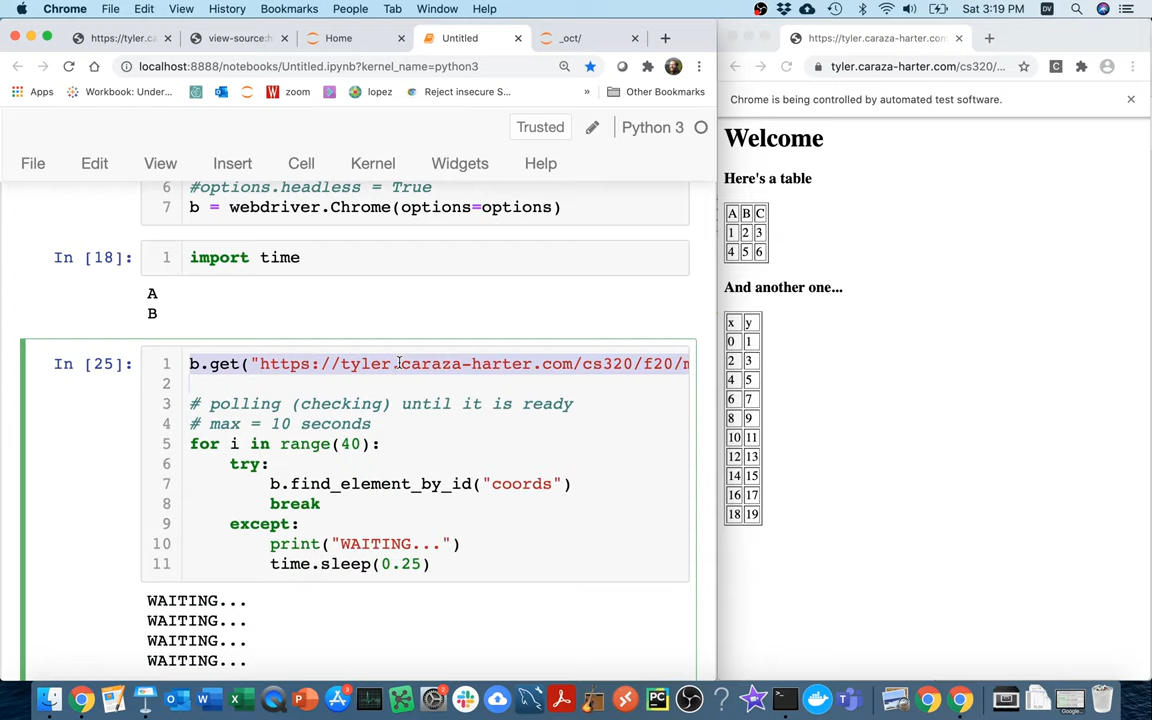 Chrome File Edit View History Bookmarks People Tab Window Help Sat 3:19 PM DV
https://tyler.ca view-source:h Home Untitled _oct/
localhost:8888/notebooks/Untitled.ipynb?kernel_name=python3
Apps Workbook: Under... zoom lopez Reject insecure S... » Other Bookmarks
Trusted Python 3
File Edit View Insert Cell Kernel Widgets Help
6 #options.headless = True
7 b = webdriver.Chrome(options=options)
In [18]: 1 import time
A
B
In [25]: 1 b.get("https://tyler.caraza-harter.com/cs320/f20/m
2
3 # polling (checking) until it is ready
4 # max = 10 seconds
5 for i in range(40):
6 try:
7 b.find_element_by_id("coords")
8 break
9 except:
10 print("WAITING...")
11 time.sleep(0.25)
WAITING...
WAITING...
WAITING...
WAITING...
https://tyler.caraza-harter.com
tyler.caraza-harter.com/cs320/...
Chrome is being controlled by automated test software.
Welcome
Here's a table
A B C
1 2 3
4 5 6
And another one...
x y
0 1
2 3
4 5
6 7
8 9
10 11
12 13
14 15
16 17
18 19